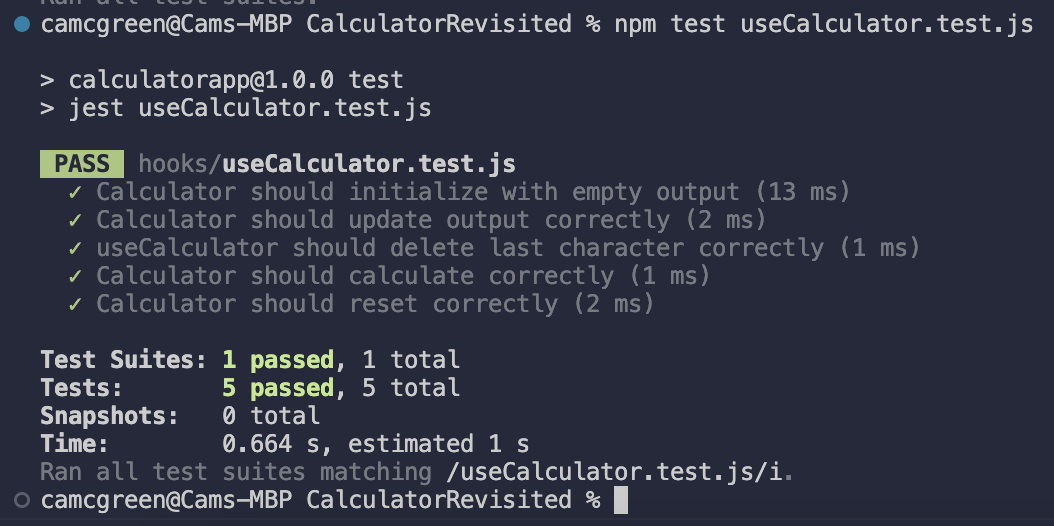 Ran all test suites.
camcgreen@Cams-MBP CalculatorRevisited % npm test useCalculator.test.js
> calculatorapp@1.0.0 test
> jest useCalculator.test.js
PASS hooks/useCalculator.test.js
✓ Calculator should initialize with empty output (13 ms)
✓ Calculator should update output correctly (2 ms)
✓ useCalculator should delete last character correctly (1 ms)
✓ Calculator should calculate correctly (1 ms)
✓ Calculator should reset correctly (2 ms)
Test Suites: 1 passed, 1 total
Tests: 5 passed, 5 total
Snapshots: 0 total
Time: 0.664 s, estimated 1 s
Ran all test suites matching /useCalculator.test.js/i.
camcgreen@Cams-MBP CalculatorRevisited %